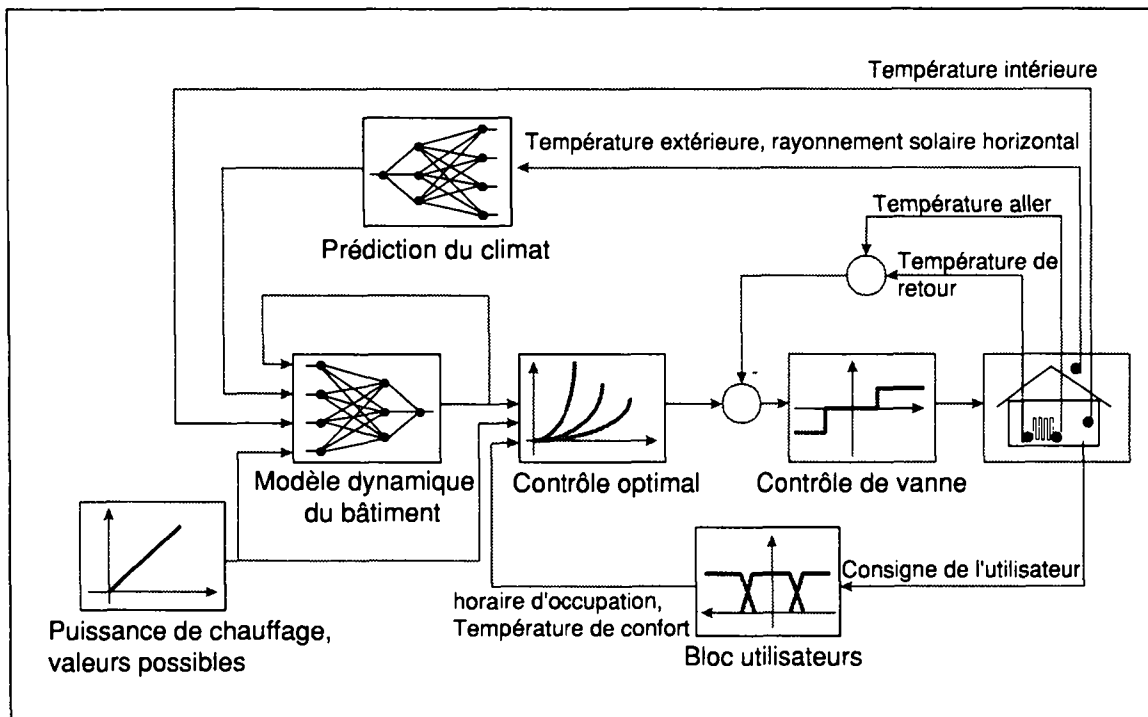 Température intérieure
Température extérieure, rayonnement solaire horizontal
Température aller
Prédiction du climat
Température de
retour
-
Modèle dynamique
du bâtiment
Contrôle optimal
Contrôle de vanne
Consigne de l'utilisateur
horaire d'occupation,
Température de confort
Puissance de chauffage,
valeurs possibles
Bloc utilisateurs